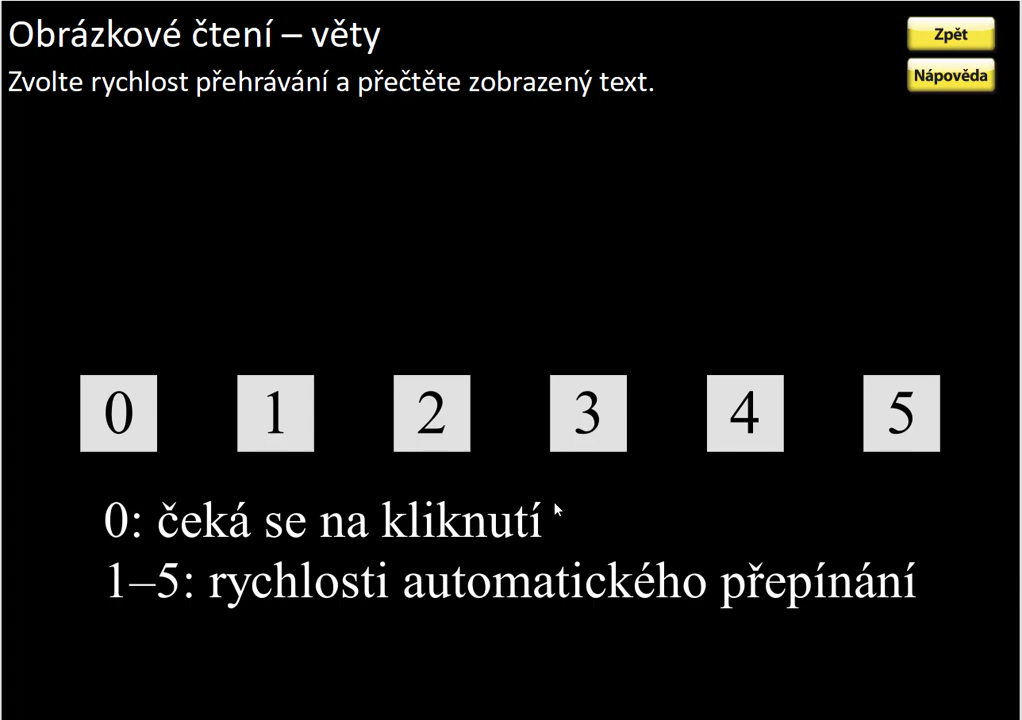 Obrázkové čtení – věty
Zpět
Zvolte rychlost přehrávání a přečtěte zobrazený text.
Nápověda
0 1 2 3 4 5
0: čeká se na kliknutí
1–5: rychlosti automatického přepínání